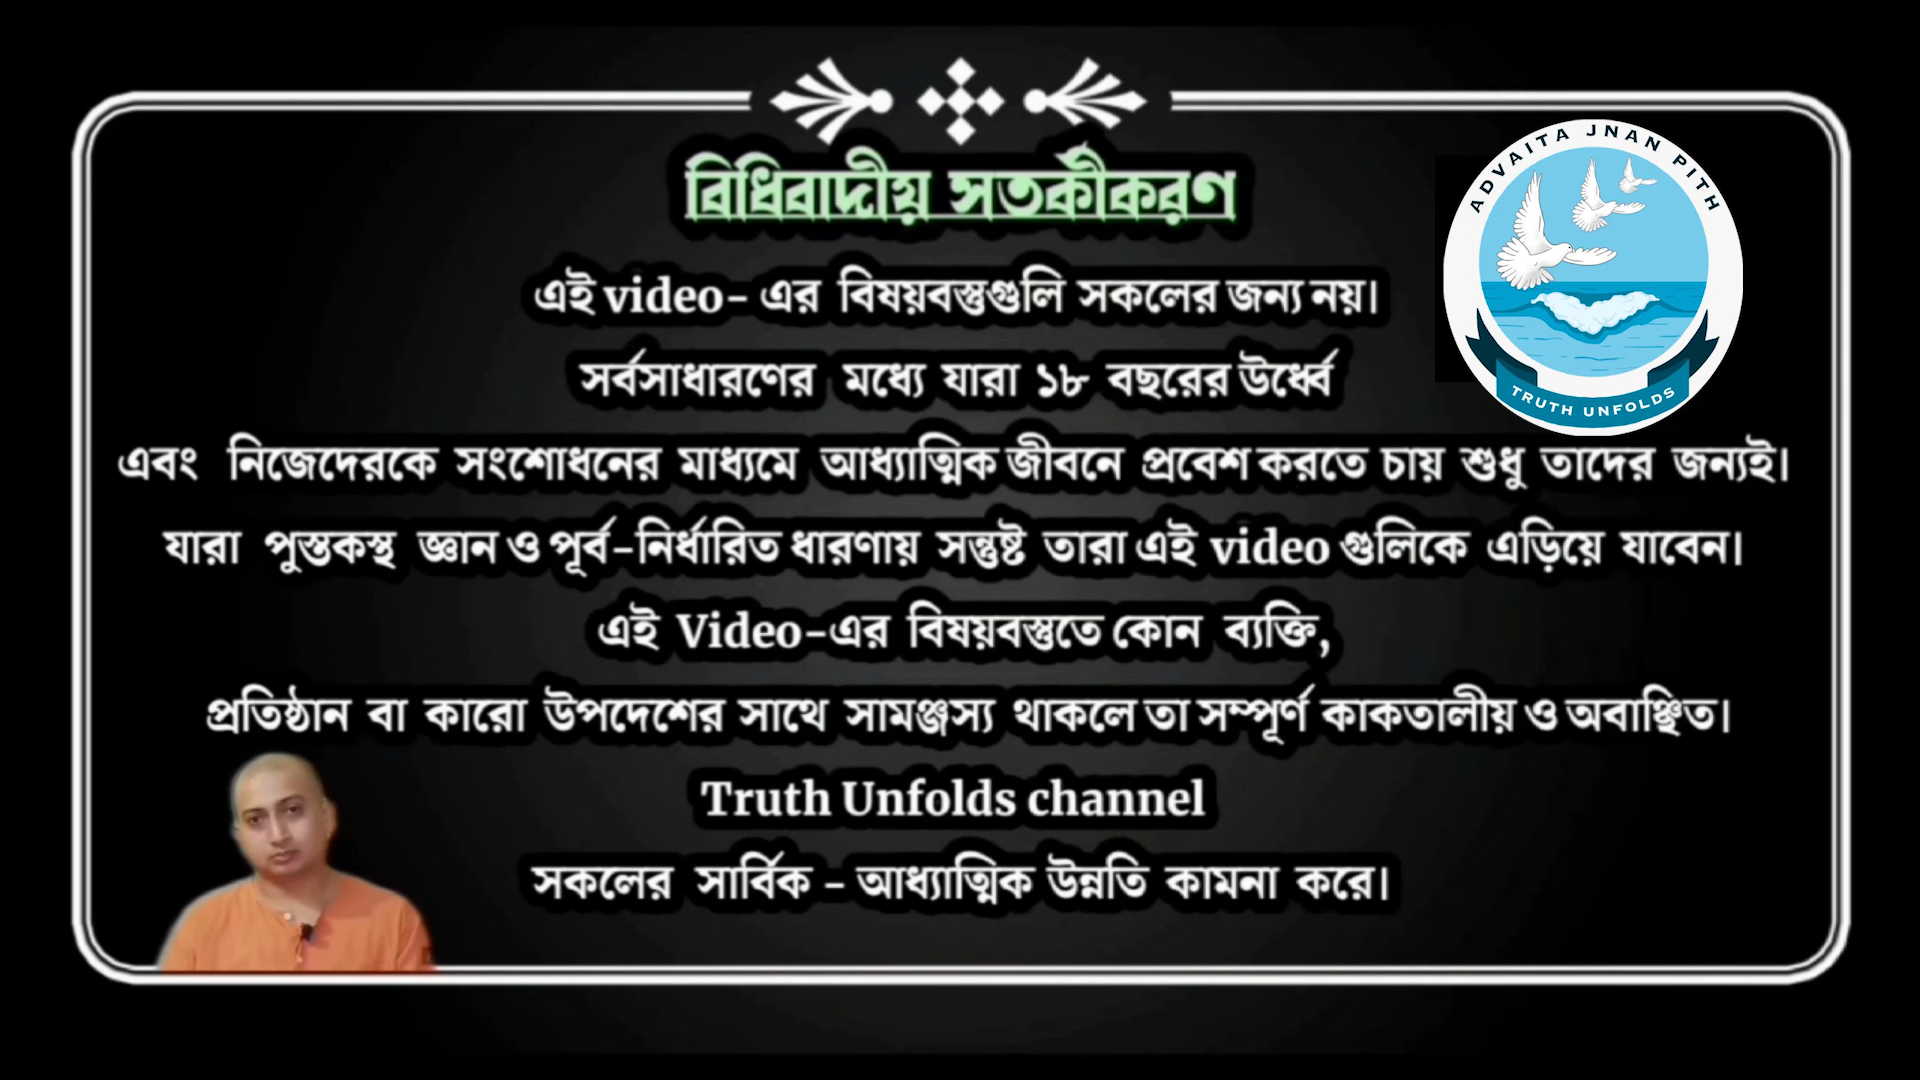 বিধিবাদীয় সতর্কীকরণ
ADVAITA JNAN PITH
TRUTH UNFOLDS
এই video- এর বিষয়বস্তুগুলি সকলের জন্য নয়।
সর্বসাধারণের মধ্যে যারা ১৮ বছরের উর্ধ্বে
এবং নিজেদেরকে সংশোধনের মাধ্যমে আধ্যাত্মিক জীবনে প্রবেশ করতে চায় শুধু তাদের জন্যই।
যারা পুস্তকস্থ জ্ঞান ও পূর্ব-নির্ধারিত ধারণায় সন্তুষ্ট তারা এই video গুলিকে এড়িয়ে যাবেন।
এই Video-এর বিষয়বস্তুতে কোন ব্যক্তি,
প্রতিষ্ঠান বা কারো উপদেশের সাথে সামঞ্জস্য থাকলে তা সম্পূর্ণ কাকতালীয় ও অবাঞ্ছিত।
Truth Unfolds channel
সকলের সার্বিক - আধ্যাত্মিক উন্নতি কামনা করে।